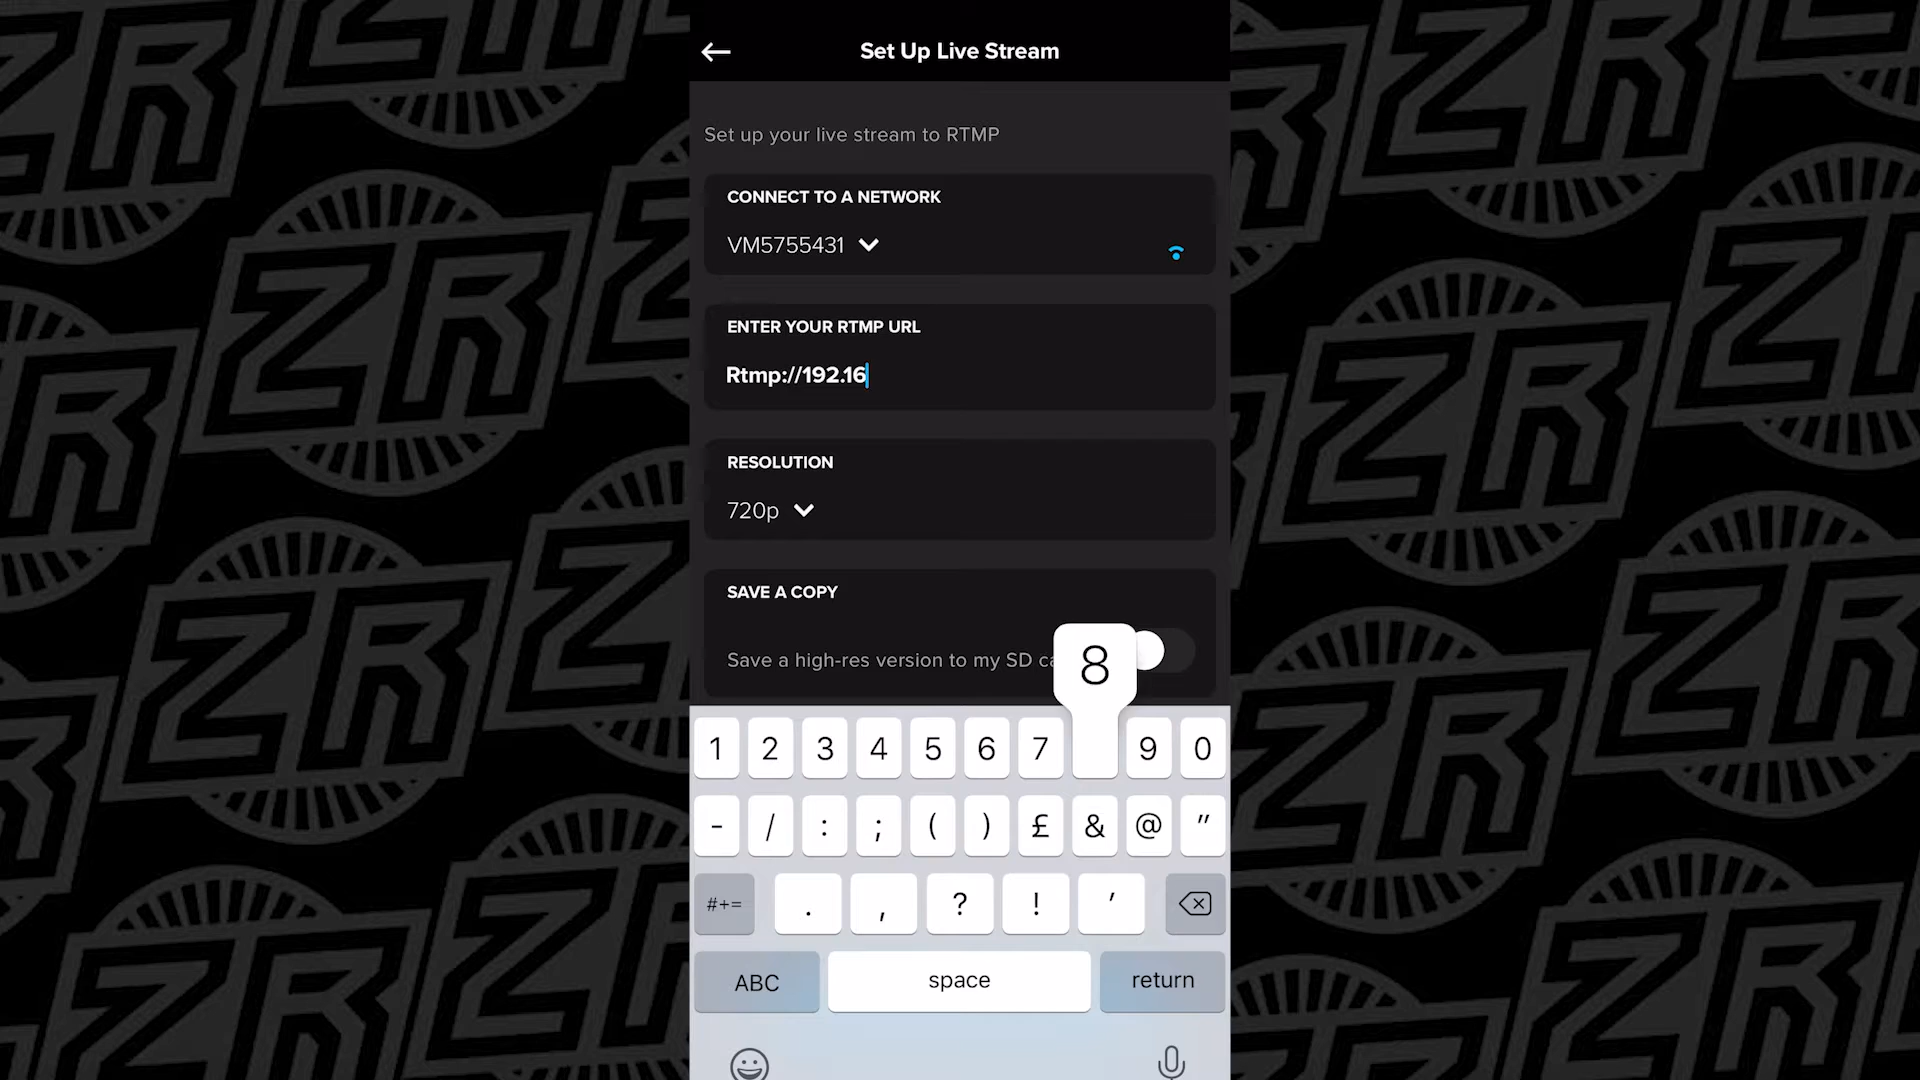 Set Up Live Stream
Set up your live stream to RTMP
CONNECT TO A NETWORK
VM5755431
ENTER YOUR RTMP URL
Rtmp://192.16
RESOLUTION
720p
SAVE A COPY
Save a high-res version to my SD
8
1 2 3 4 5 6 7 9 0
- / : ; ( ) £ & @ "
#+= . , ? ! '
ABC space return
ZR